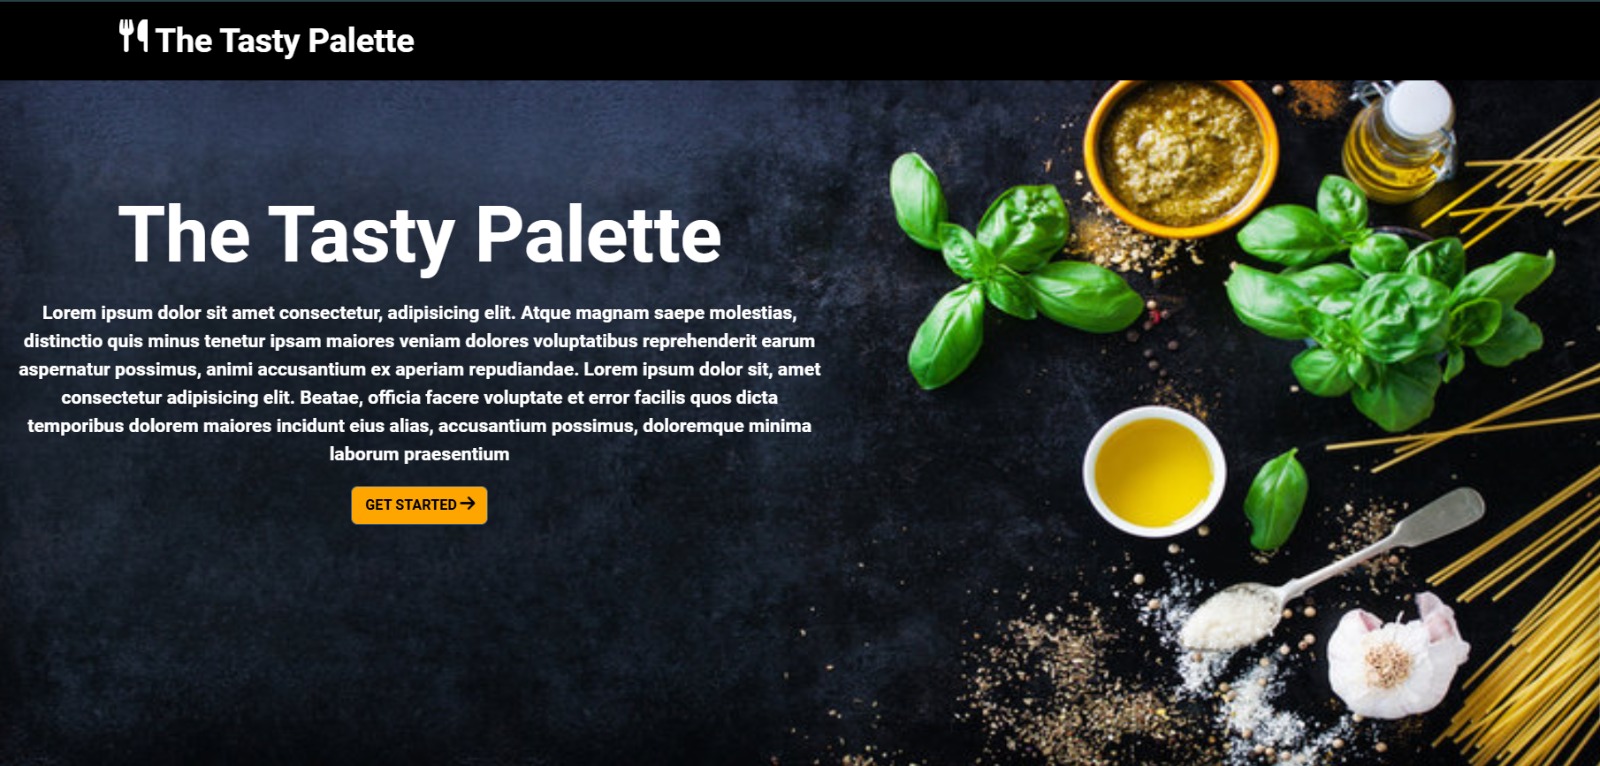 The Tasty Palette
The Tasty Palette
Lorem ipsum dolor sit amet consectetur, adipisicing elit. Atque magnam saepe molestias,
distinctio quis minus tenetur ipsam maiores veniam dolores voluptatibus reprehenderit earum
aspernatur possimus, animi accusantium ex aperiam repudiandae. Lorem ipsum dolor sit, amet
consectetur adipisicing elit. Beatae, officia facere voluptate et error facilis quos dicta
temporibus dolorem maiores incidunt eius alias, accusantium possimus, doloremque minima
laborum praesentium
GET STARTED→